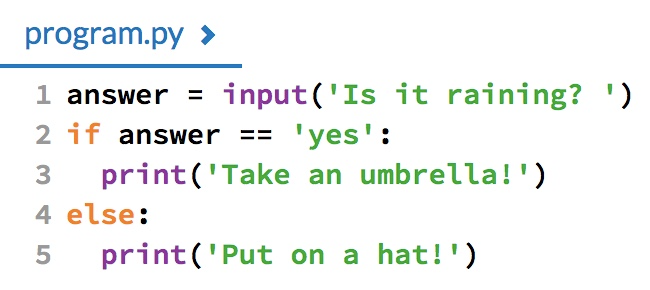 program.py
1 answer = input('Is it raining? ')
2 if answer == 'yes':
3   print('Take an umbrella!')
4 else:
5   print('Put on a hat!')